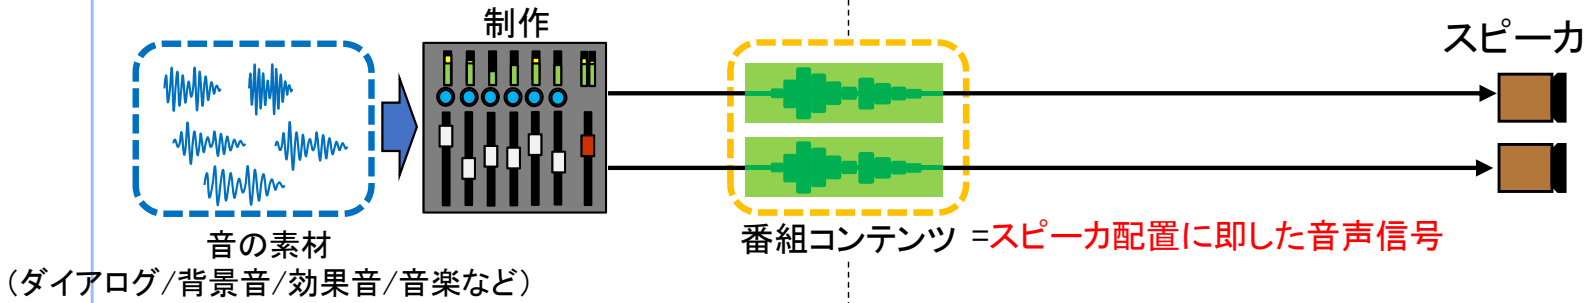 制作
スピーカ
音の素材
（ダイアログ/背景音/効果音/音楽など）
番組コンテンツ =スピーカ配置に即した音声信号